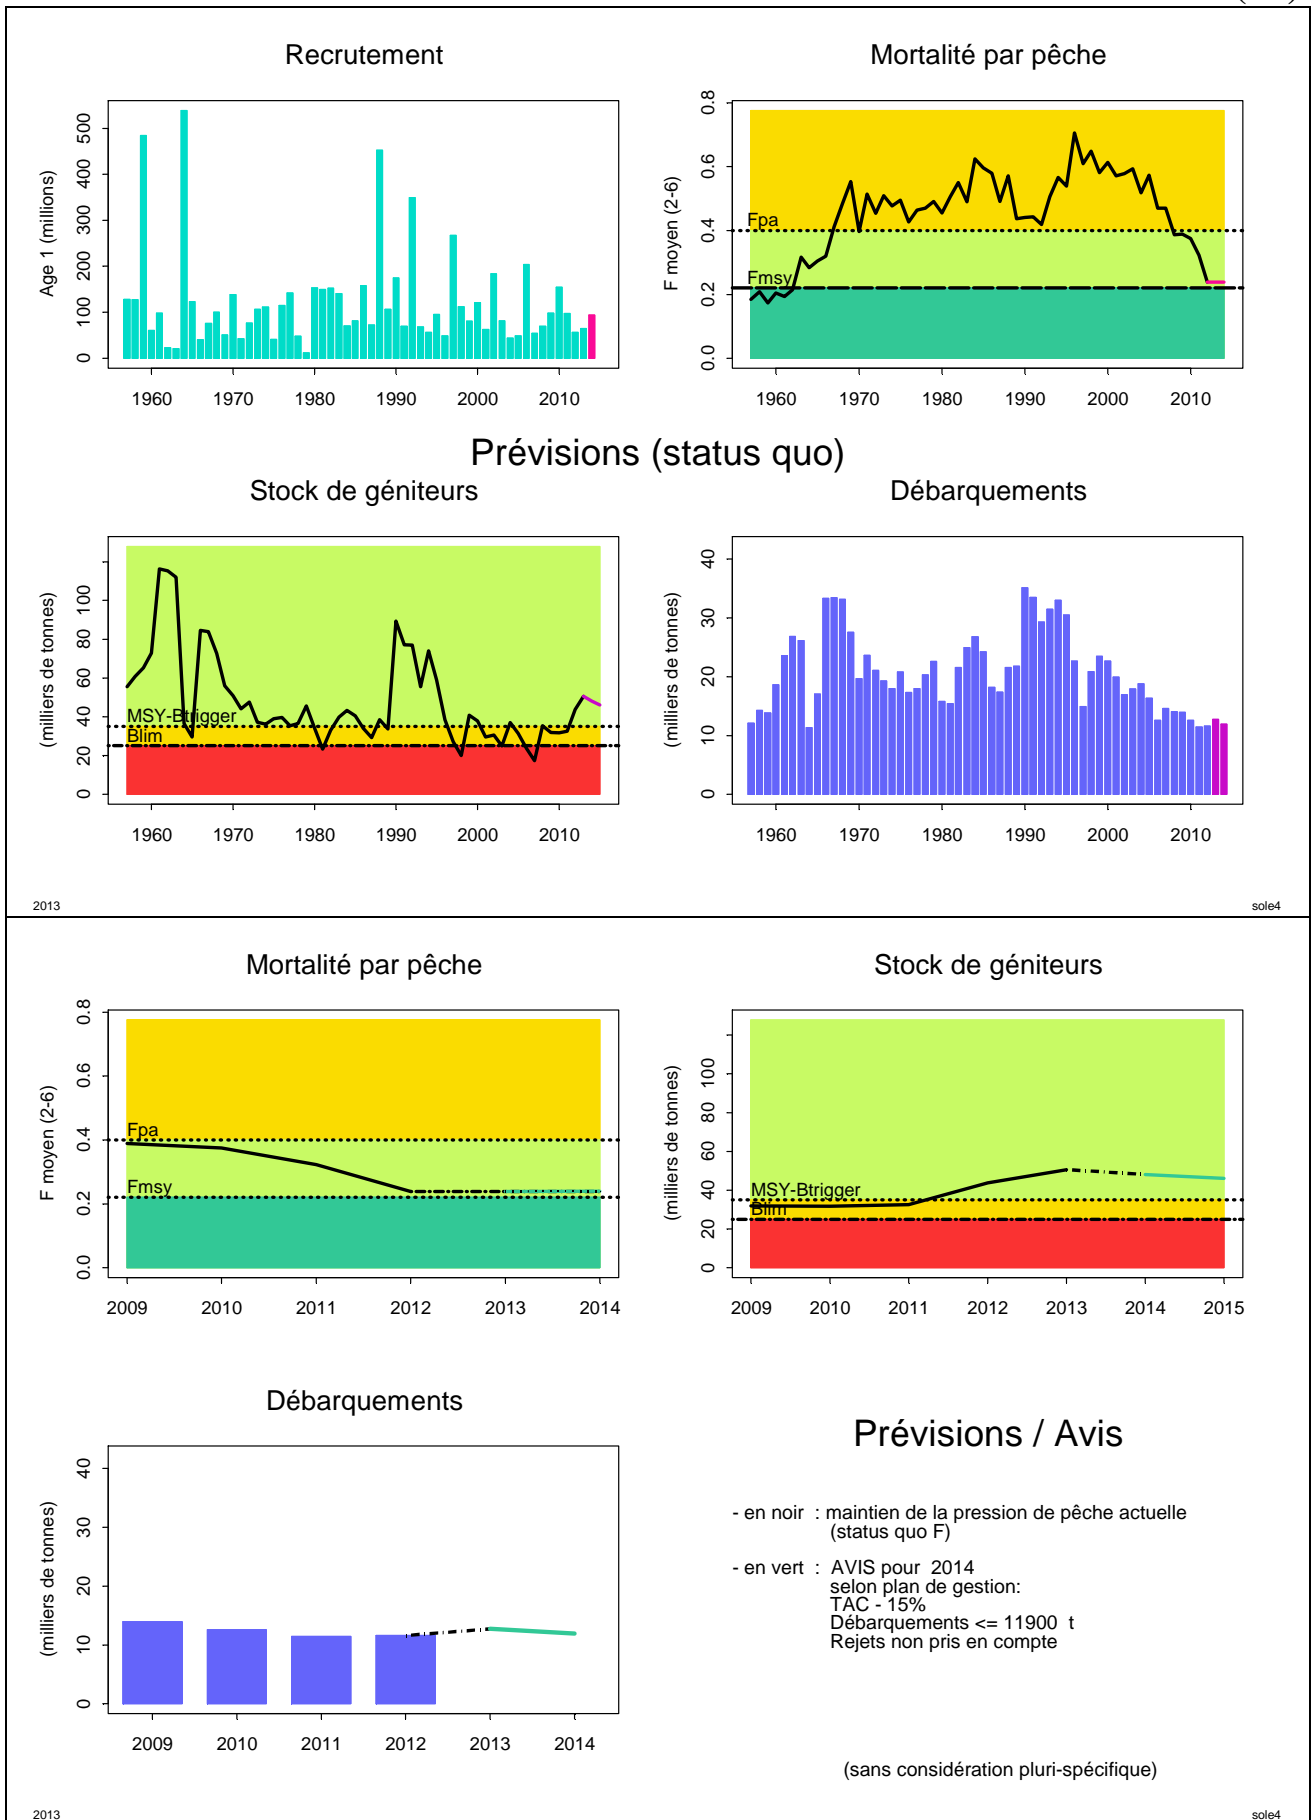 Recrutement
Age 1 (millions)
0 100 200 300 400 500
1960 1970 1980 1990 2000 2010
Mortalité par pêche
F moyen (2-6)
0.0 0.2 0.4 0.6 0.8
Fpa
Fmsy
1960 1970 1980 1990 2000 2010
Prévisions (status quo)
Stock de géniteurs
(milliers de tonnes)
0 20 40 60 80 100
MSY-Btrigger
Blim
1960 1970 1980 1990 2000 2010
Débarquements
(milliers de tonnes)
0 10 20 30 40
1960 1970 1980 1990 2000 2010
2013
sole4
Mortalité par pêche
F moyen (2-6)
0.0 0.2 0.4 0.6 0.8
Fpa
Fmsy
2009 2010 2011 2012 2013 2014
Stock de géniteurs
(milliers de tonnes)
0 20 40 60 80 100
MSY-Btrigger
Blim
2009 2010 2011 2012 2013 2014 2015
Débarquements
(milliers de tonnes)
0 10 20 30 40
2009 2010 2011 2012 2013 2014
Prévisions / Avis
- en noir : maintien de la pression de pêche actuelle
(status quo F)
- en vert : AVIS pour 2014
selon plan de gestion:
TAC - 15%
Débarquements <= 11900 t
Rejets non pris en compte
(sans considération pluri-spécifique)
2013
sole4